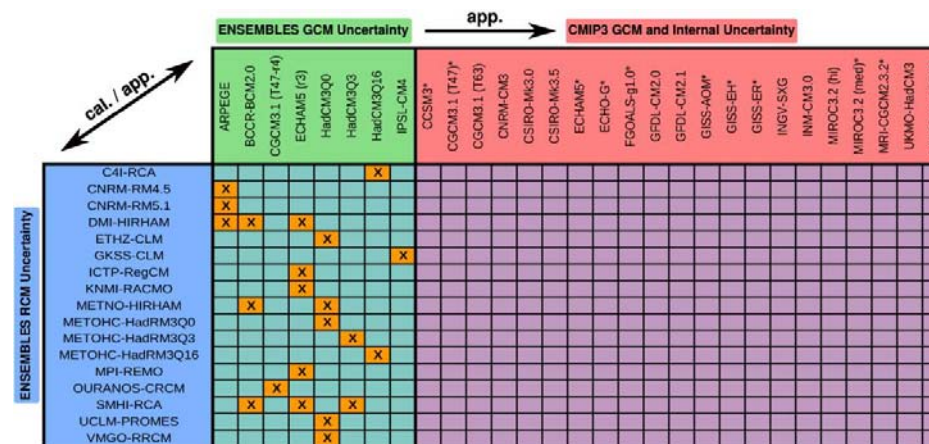 app.
ENSEMBLES GCM Uncertainty
CMIP3 GCM and Internal Uncertainty
cal. / app.
ARPEGE
BCCR-BCM2.0
CGCM3.1 (T47-r4)
ECHAM5 (r3)
HadCM3Q0
HadCM3Q3
HadCM3Q16
IPSL-CM4
CCSM3*
CGCM3.1 (T47)*
CGCM3.1 (T63)
CNRM-CM3
CSIRO-Mk3.0
CSIRO-Mk3.5
ECHAM5*
ECHO-G*
FGOALS-g1.0*
GFDL-CM2.0
GFDL-CM2.1
GISS-AOM*
GISS-EH*
GISS-ER*
INGV-SXG
INM-CM3.0
MIROC3.2 (hi)
MIROC3.2 (med)*
MRI-CGCM2.3.2*
UKMO-HadCM3
ENSEMBLES RCM Uncertainty
C4I-RCA X
CNRM-RM4.5 X
CNRM-RM5.1 X
DMI-HIRHAM X X X
ETHZ-CLM X
GKSS-CLM X
ICTP-RegCM X
KNMI-RACMO X
METNO-HIRHAM X X
METOHC-HadRM3Q0 X
METOHC-HadRM3Q3 X
METOHC-HadRM3Q16 X
MPI-REMO X
OURANOS-CRCM X
SMHI-RCA X X X
UCLM-PROMES X
VMGO-RRCM X